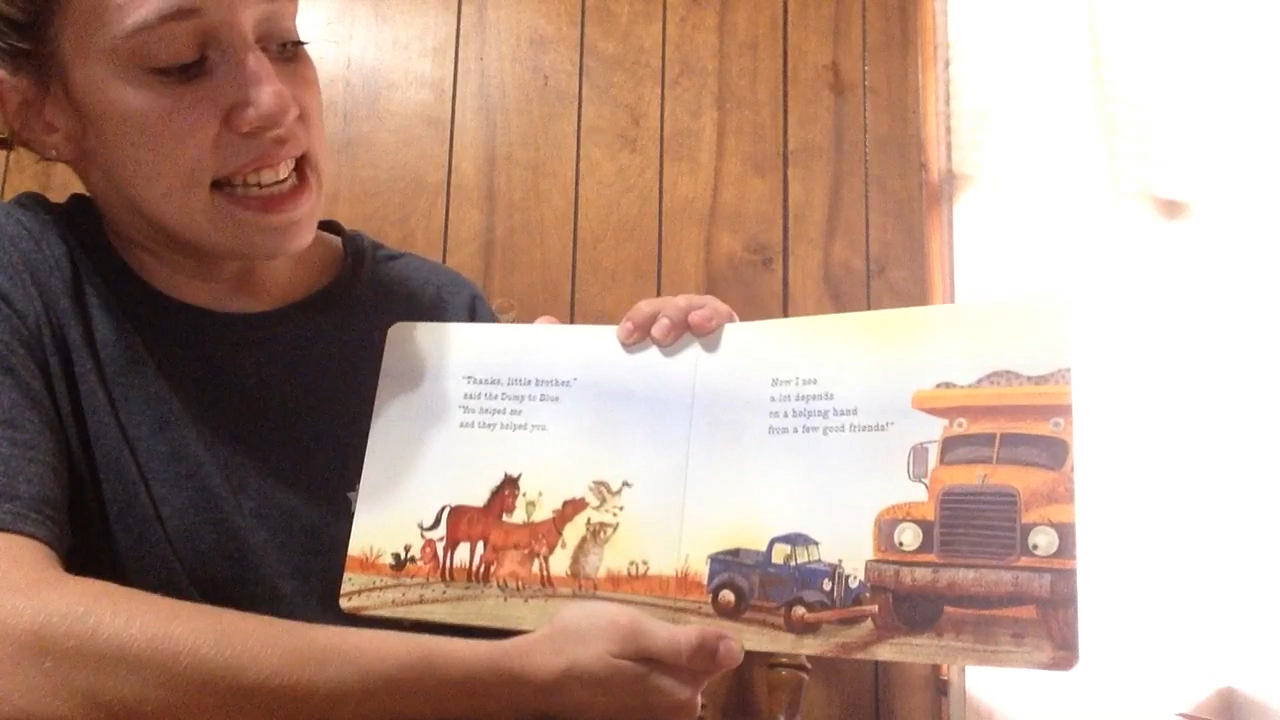 "Thanks, little brother,"
said the Dump to Blue
"You helped me
and they helped you.
Now I see
a lot depends
on a helping hand
from a few good friends!"